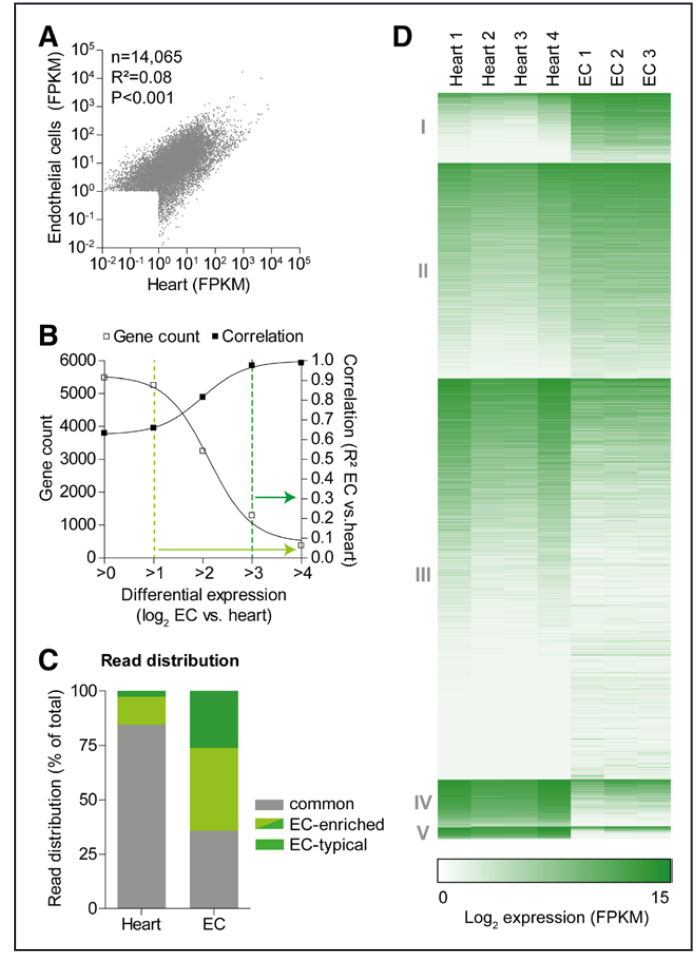 A
n=14,065
R²=0.08
P<0.001
Endothelial cells (FPKM)
10⁵
10⁴
10³
10²
10¹
10⁰
10⁻¹
10⁻²
10⁻² 10⁻¹ 10⁰ 10¹ 10² 10³ 10⁴ 10⁵
Heart (FPKM)
B
Gene count Correlation
Gene count
6000
5000
4000
3000
2000
1000
0
1.0
0.9
0.8
0.7
0.6
0.5
0.4
0.3
0.2
0.1
0.0
Correlation (R² EC vs.heart)
>0 >1 >2 >3 >4
Differential expression
(log₂ EC vs. heart)
C
Read distribution
Read distribution (% of total)
100
75
50
25
0
Heart EC
common
EC-enriched
EC-typical
D
Heart 1 Heart 2 Heart 3 Heart 4 EC 1 EC 2 EC 3
I
II
III
IV
V
0 15
Log₂ expression (FPKM)